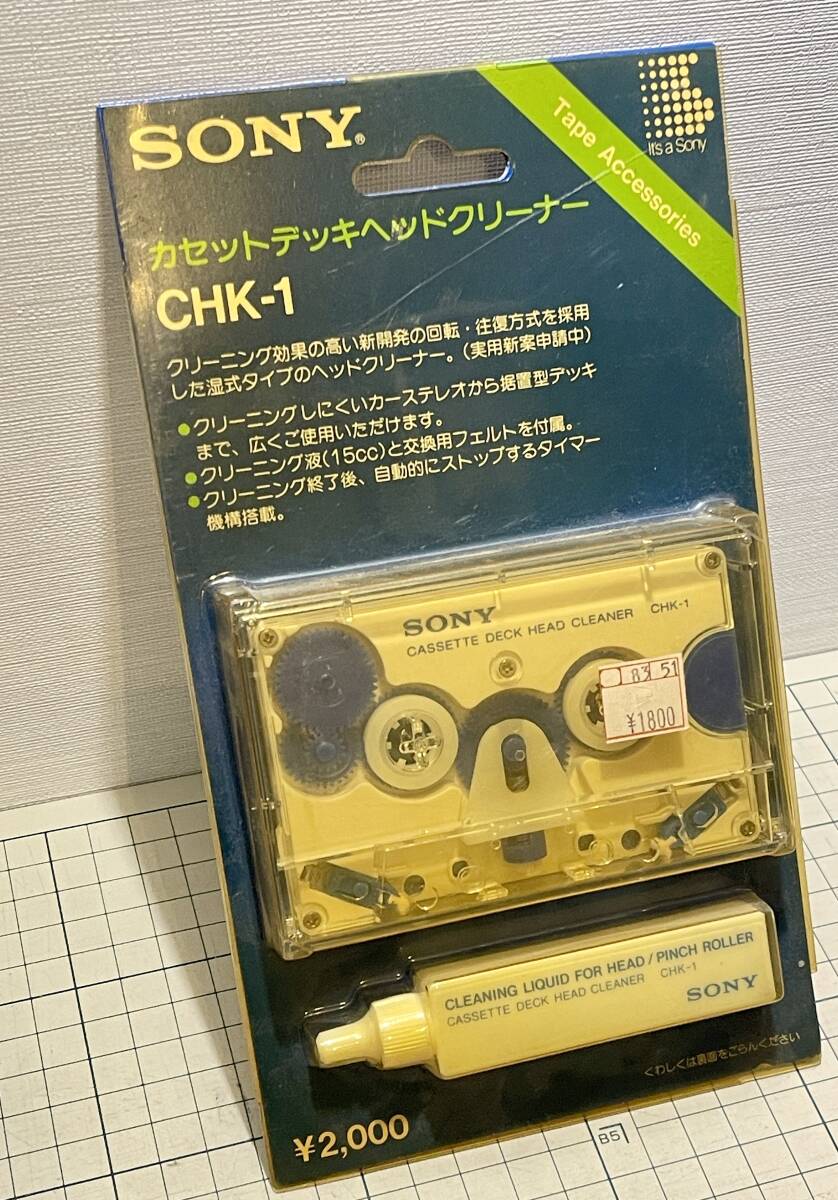 SONY®
Tape Accessories
It's a Sony
カセットデッキヘッドクリーナー
CHK-1
クリーニング効果の高い新開発の回転・往復方式を採用
した湿式タイプのヘッドクリーナー。(実用新案申請中)
●クリーニングしにくいカーステレオから据置型デッキ
まで、広くご使用いただけます。
●クリーニング液(15cc)と交換用フェルトを付属。
●クリーニング終了後、自動的にストップするタイマー
機構搭載。
SONY
CASSETTE DECK HEAD CLEANER CHK-1
83 51
¥1800
CLEANING LIQUID FOR HEAD/PINCH ROLLER
CASSETTE DECK HEAD CLEANER CHK-1
SONY
くわしくは裏面をごらんください
¥2,000
B5